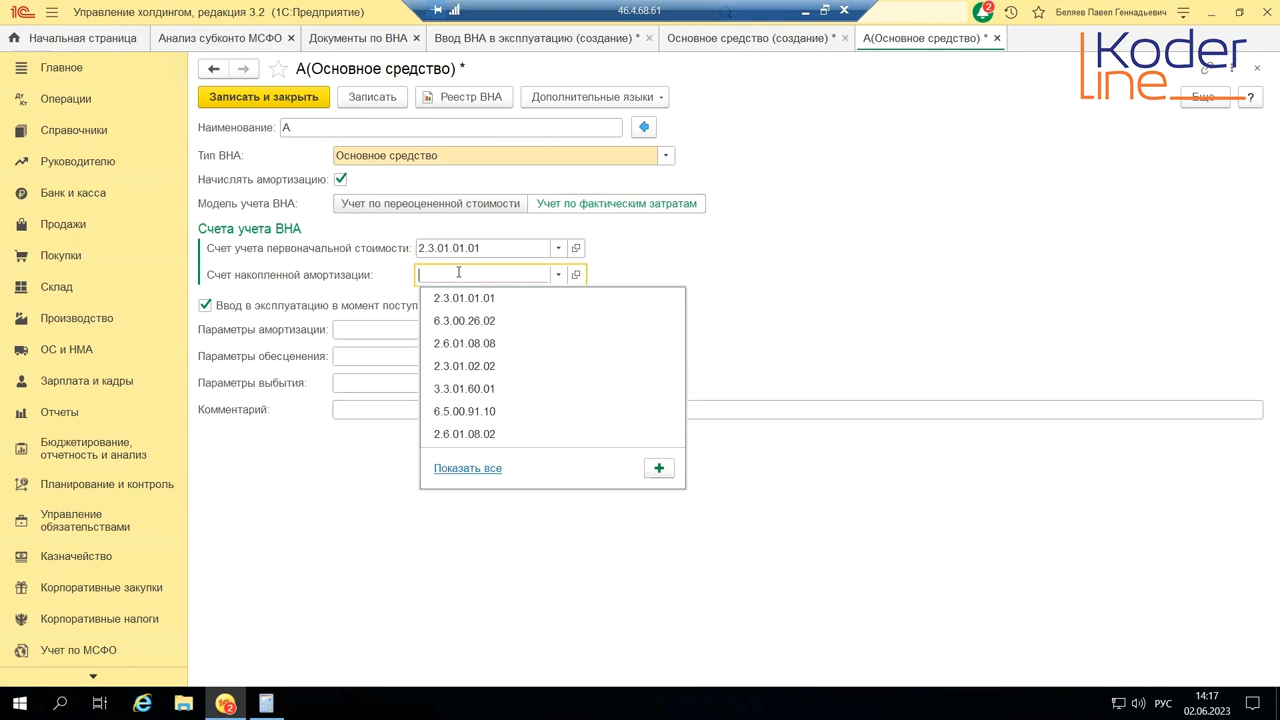 Управление холдингом, редакция 3.2 (1С:Предприятие)
46.4.68.61
2
Беляев Павел Геннадьевич
Начальная страница
Анализ субконто МСФО
Документы по ВНА
Ввод ВНА в эксплуатацию (создание) *
Основное средство (создание) *
А(Основное средство) *
Koder
line
Главное
Операции
Справочники
Руководителю
Банк и касса
Продажи
Покупки
Склад
Производство
ОС и НМА
Зарплата и кадры
Отчеты
Бюджетирование,
отчетность и анализ
Планирование и контроль
Управление
обязательствами
Казначейство
Корпоративные закупки
Корпоративные налоги
Учет по МСФО
А(Основное средство) *
Записать и закрыть
Записать
Реестр ВНА
Дополнительные языки
Еще
?
Наименование:
А
Тип ВНА:
Основное средство
Начислять амортизацию:
Модель учета ВНА:
Учет по переоцененной стоимости
Учет по фактическим затратам
Счета учета ВНА
Счет учета первоначальной стоимости:
2.3.01.01.01
Счет накопленной амортизации:
Ввод в эксплуатацию в момент поступ
Параметры амортизации:
Параметры обесценения:
Параметры выбытия:
Комментарий:
2.3.01.01.01
6.3.00.26.02
2.6.01.08.08
2.3.01.02.02
3.3.01.60.01
6.5.00.91.10
2.6.01.08.02
Показать все
2
РУС
14:17
02.06.2023